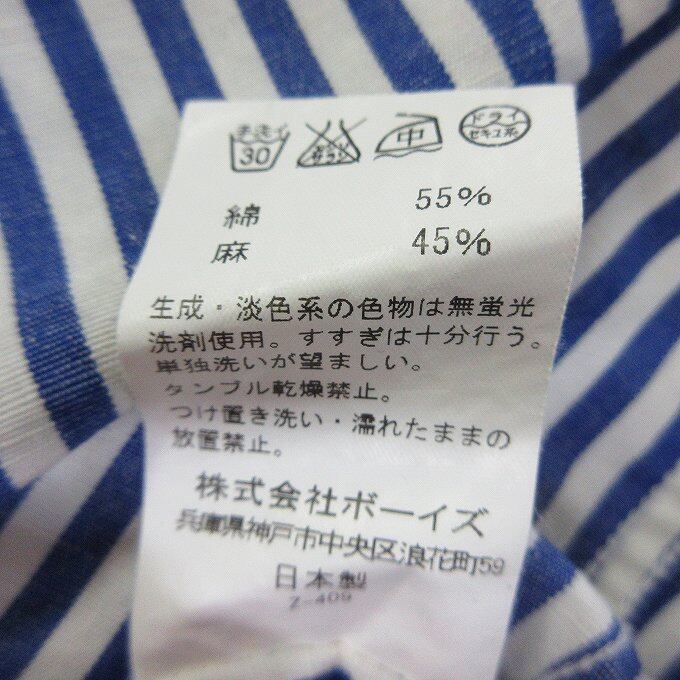 手洗イ
30
エンソ
サラシ
中
ドライ
セキユ系
綿 55%
麻 45%
生成・淡色系の色物は無蛍光
洗剤使用。すすぎは十分行う。
単独洗いが望ましい。
タンブル乾燥禁止。
つけ置き洗い・濡れたままの
放置禁止。
株式会社ボーイズ
兵庫県神戸市中央区浪花町59
日本製
Z-409